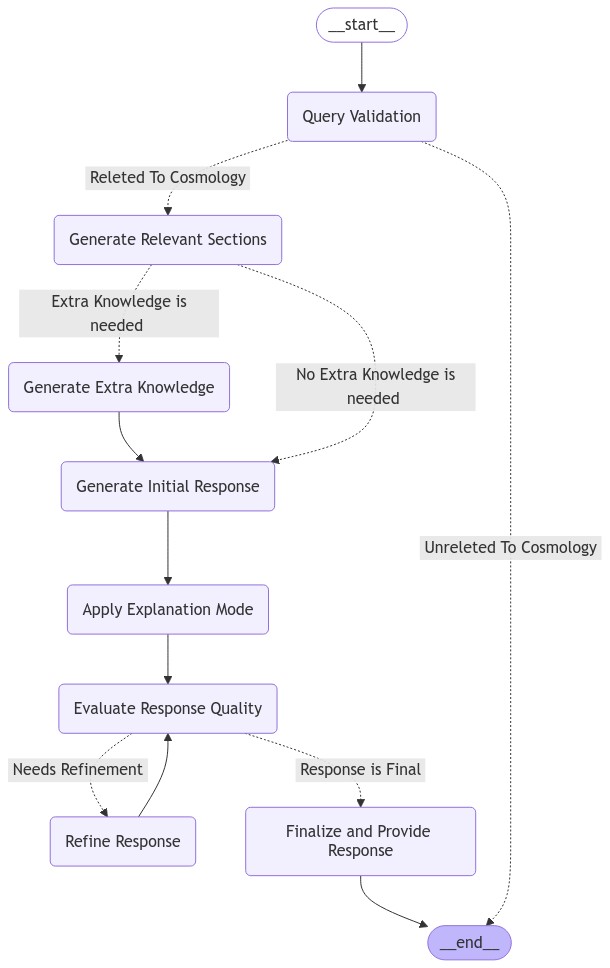 __start__
Query Validation
Releted To Cosmology
Generate Relevant Sections
Extra Knowledge is
needed
No Extra Knowledge is
needed
Generate Extra Knowledge
Generate Initial Response
Unreleted To Cosmology
Apply Explanation Mode
Evaluate Response Quality
Needs Refinement
Response is Final
Refine Response
Finalize and Provide
Response
__end__